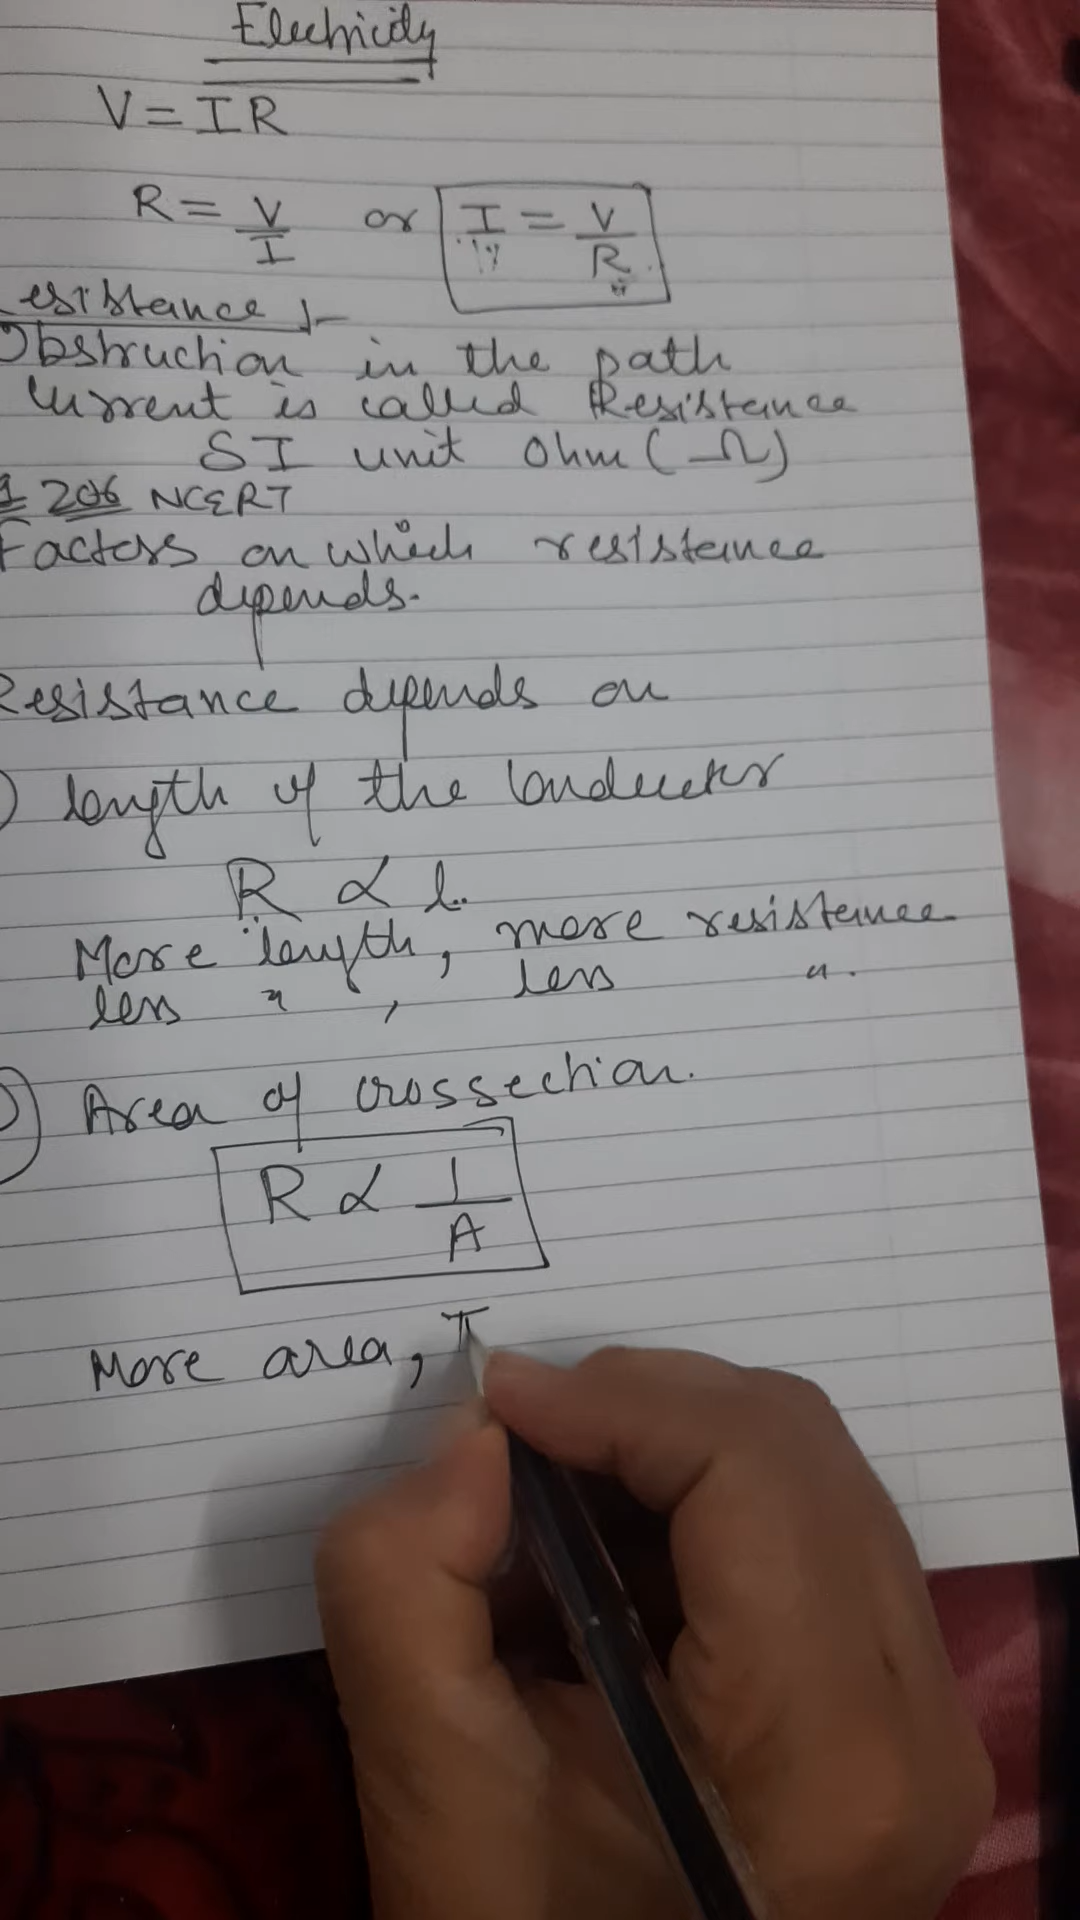 Electricity
V = IR
R = V/I or I = V/R
esistance :-
Obstruction in the path
current is called Resistance
SI unit Ohm (Ω)
206 NCERT
Factors on which resistance
depends.
Resistance depends on
) length of the conductor
R ∝ l.
More length, more resistance
less " , less " .
) Area of crossection.
R ∝ 1/A
More area,